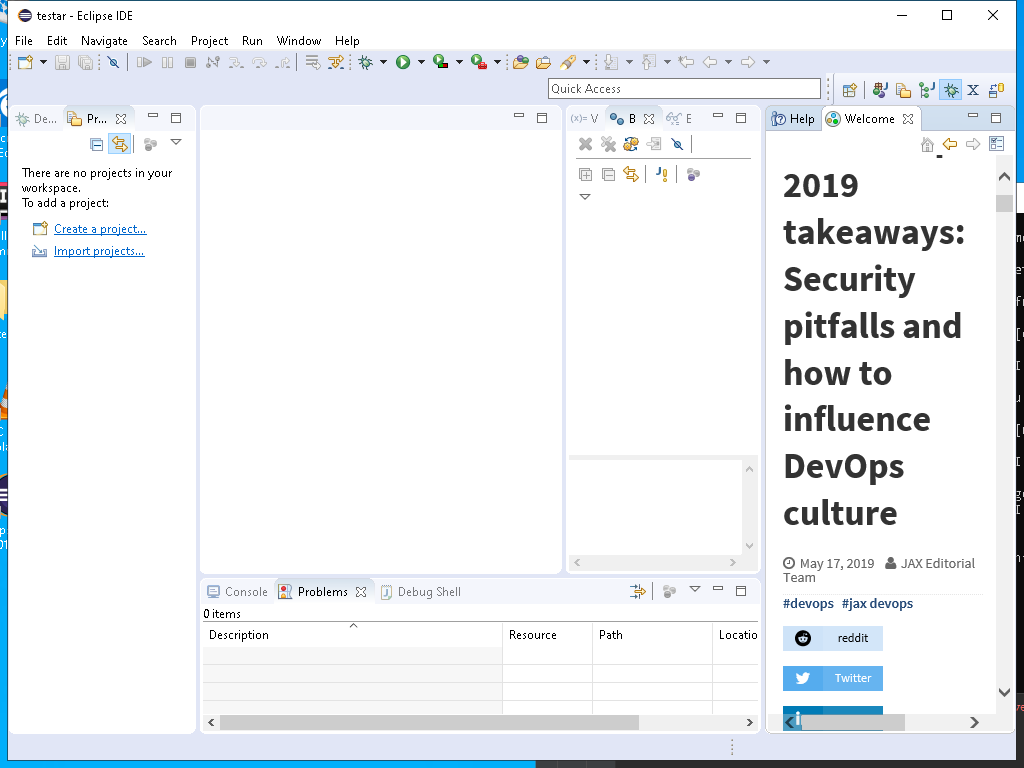 testar - Eclipse IDE
File Edit Navigate Search Project Run Window Help
Quick Access
De... Pr...
There are no projects in your
workspace.
To add a project:
Create a project...
Import projects...
(x)= V B E
Help Welcome
2019
takeaways:
Security
pitfalls and
how to
influence
DevOps
culture
May 17, 2019 JAX Editorial
Team
#devops #jax devops
reddit
Twitter
Console Problems Debug Shell
0 items
Description Resource Path Locatio